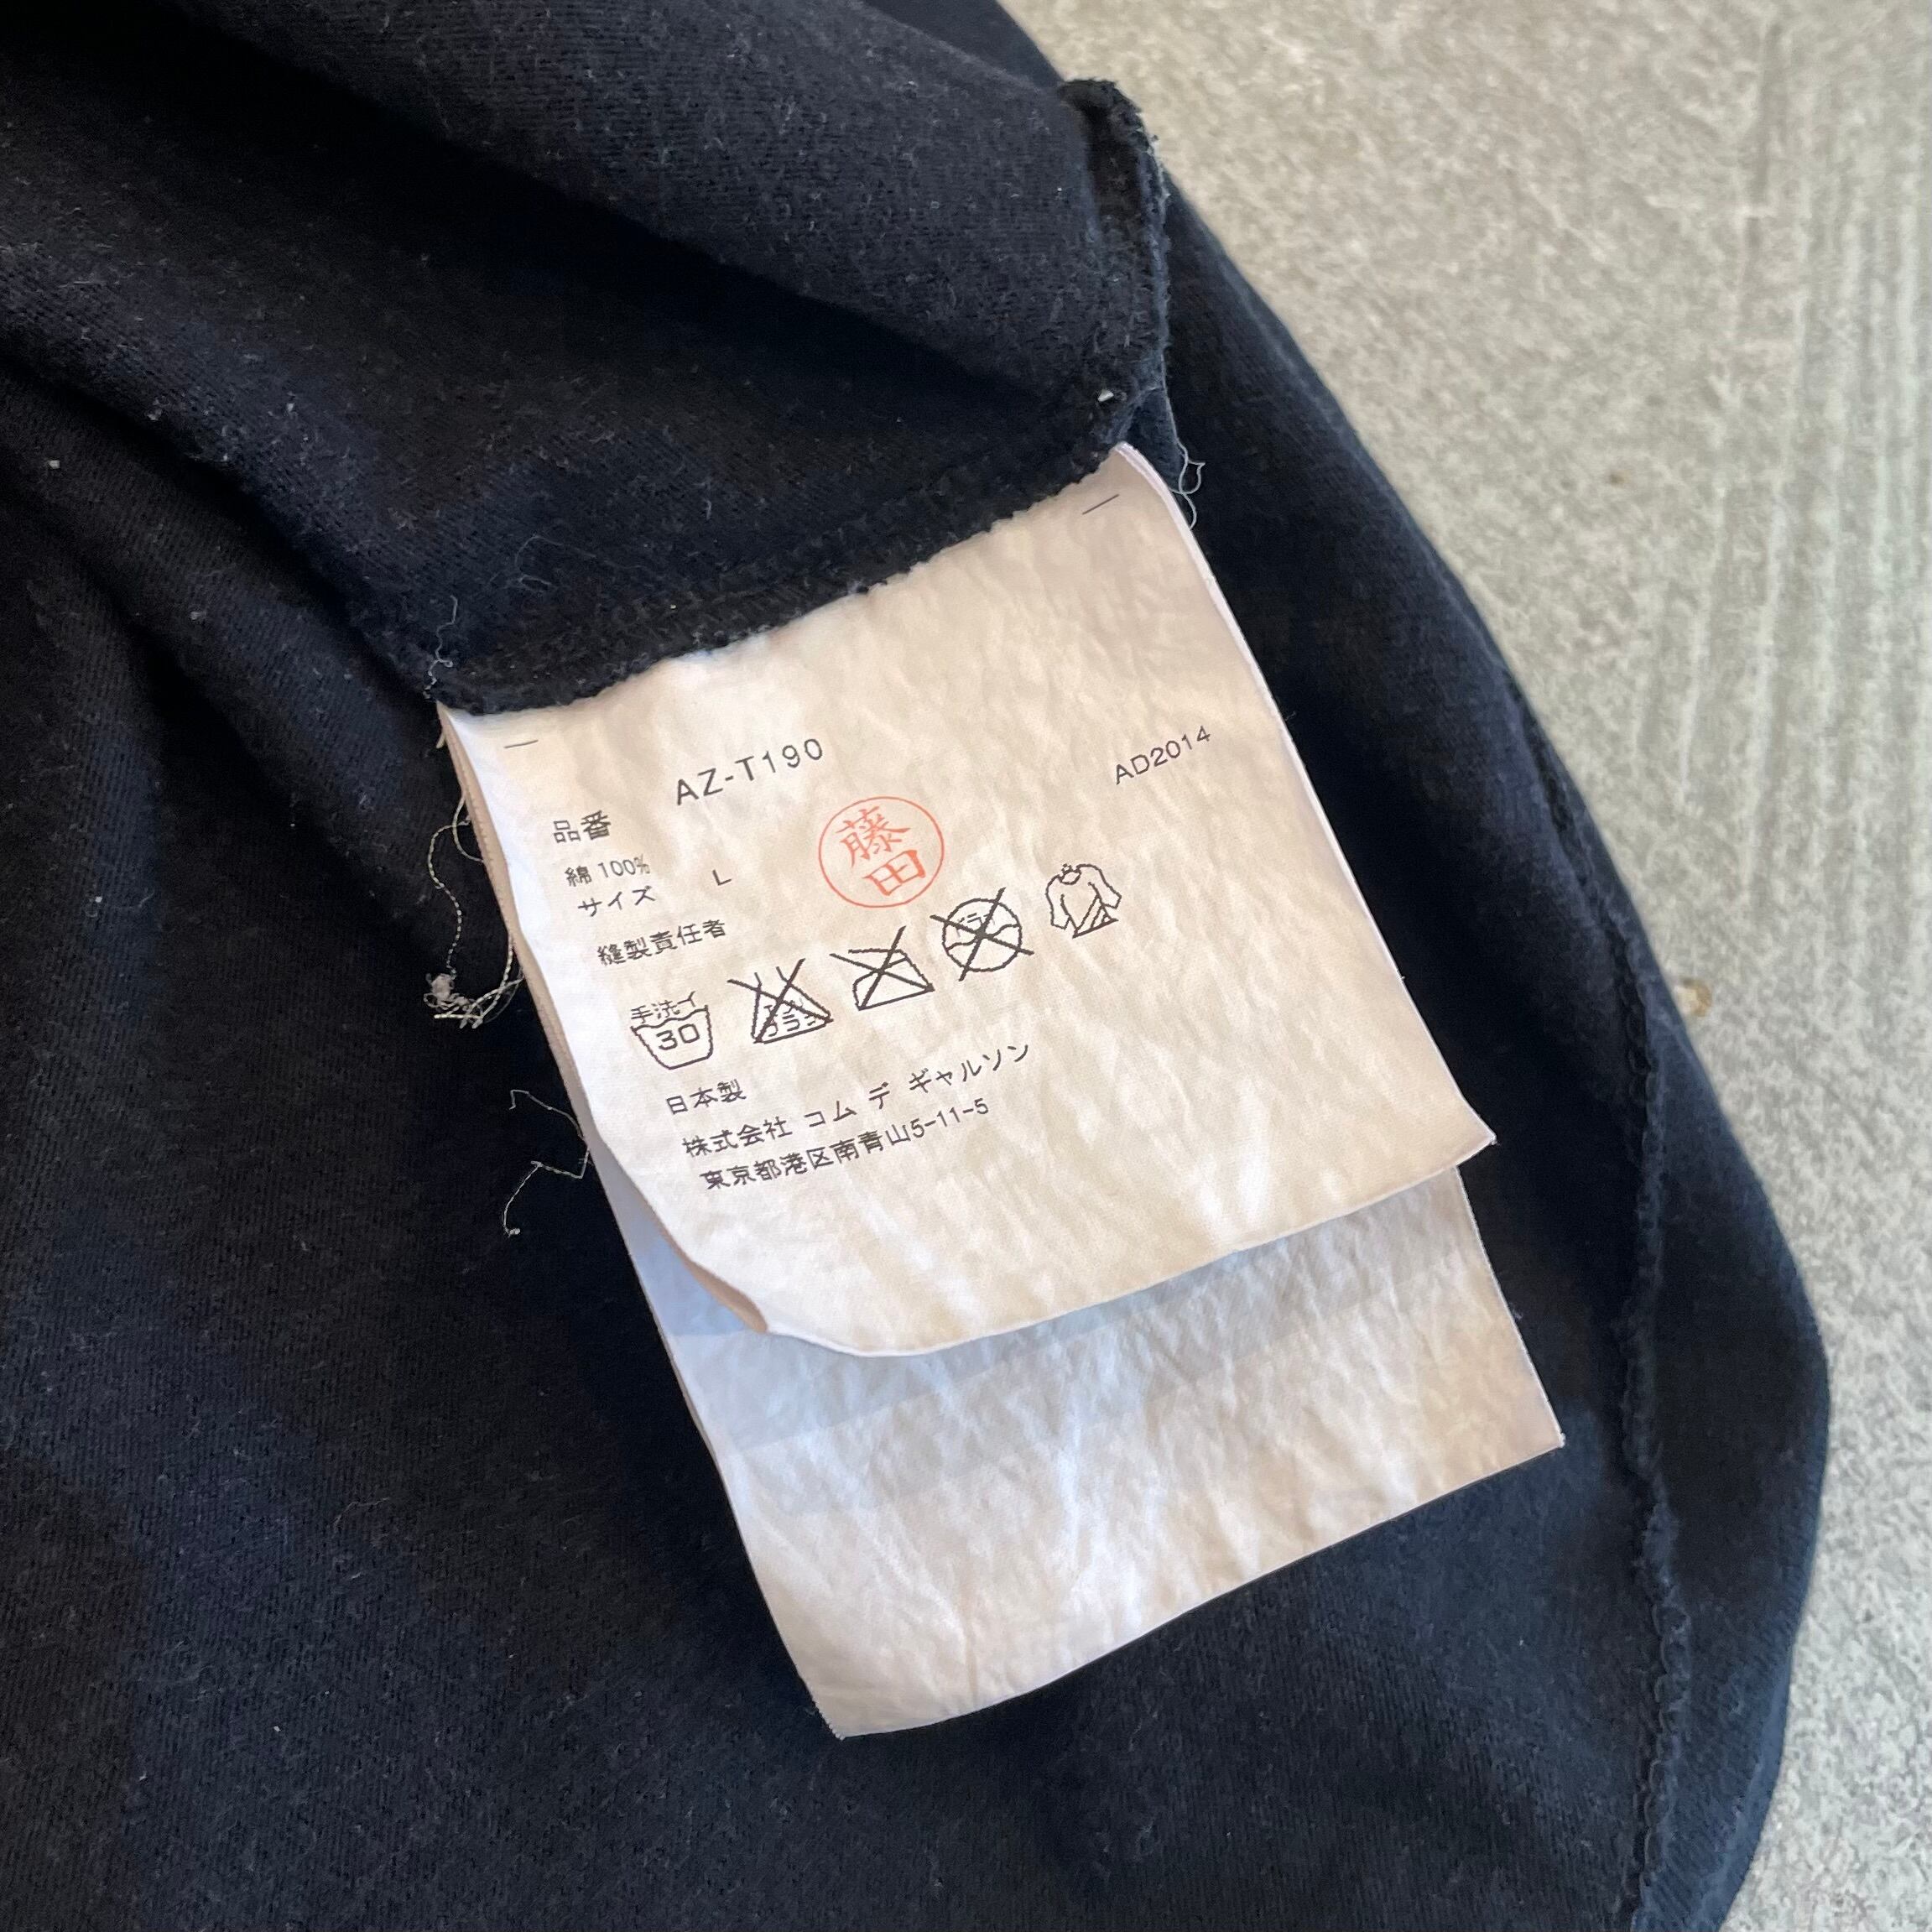 AZ-T190
AD2014
品番
綿 100%
サイズ L
藤田
縫製責任者
手洗イ
30
日本製
株式会社 コム デ ギャルソン
東京都港区南青山5-11-5